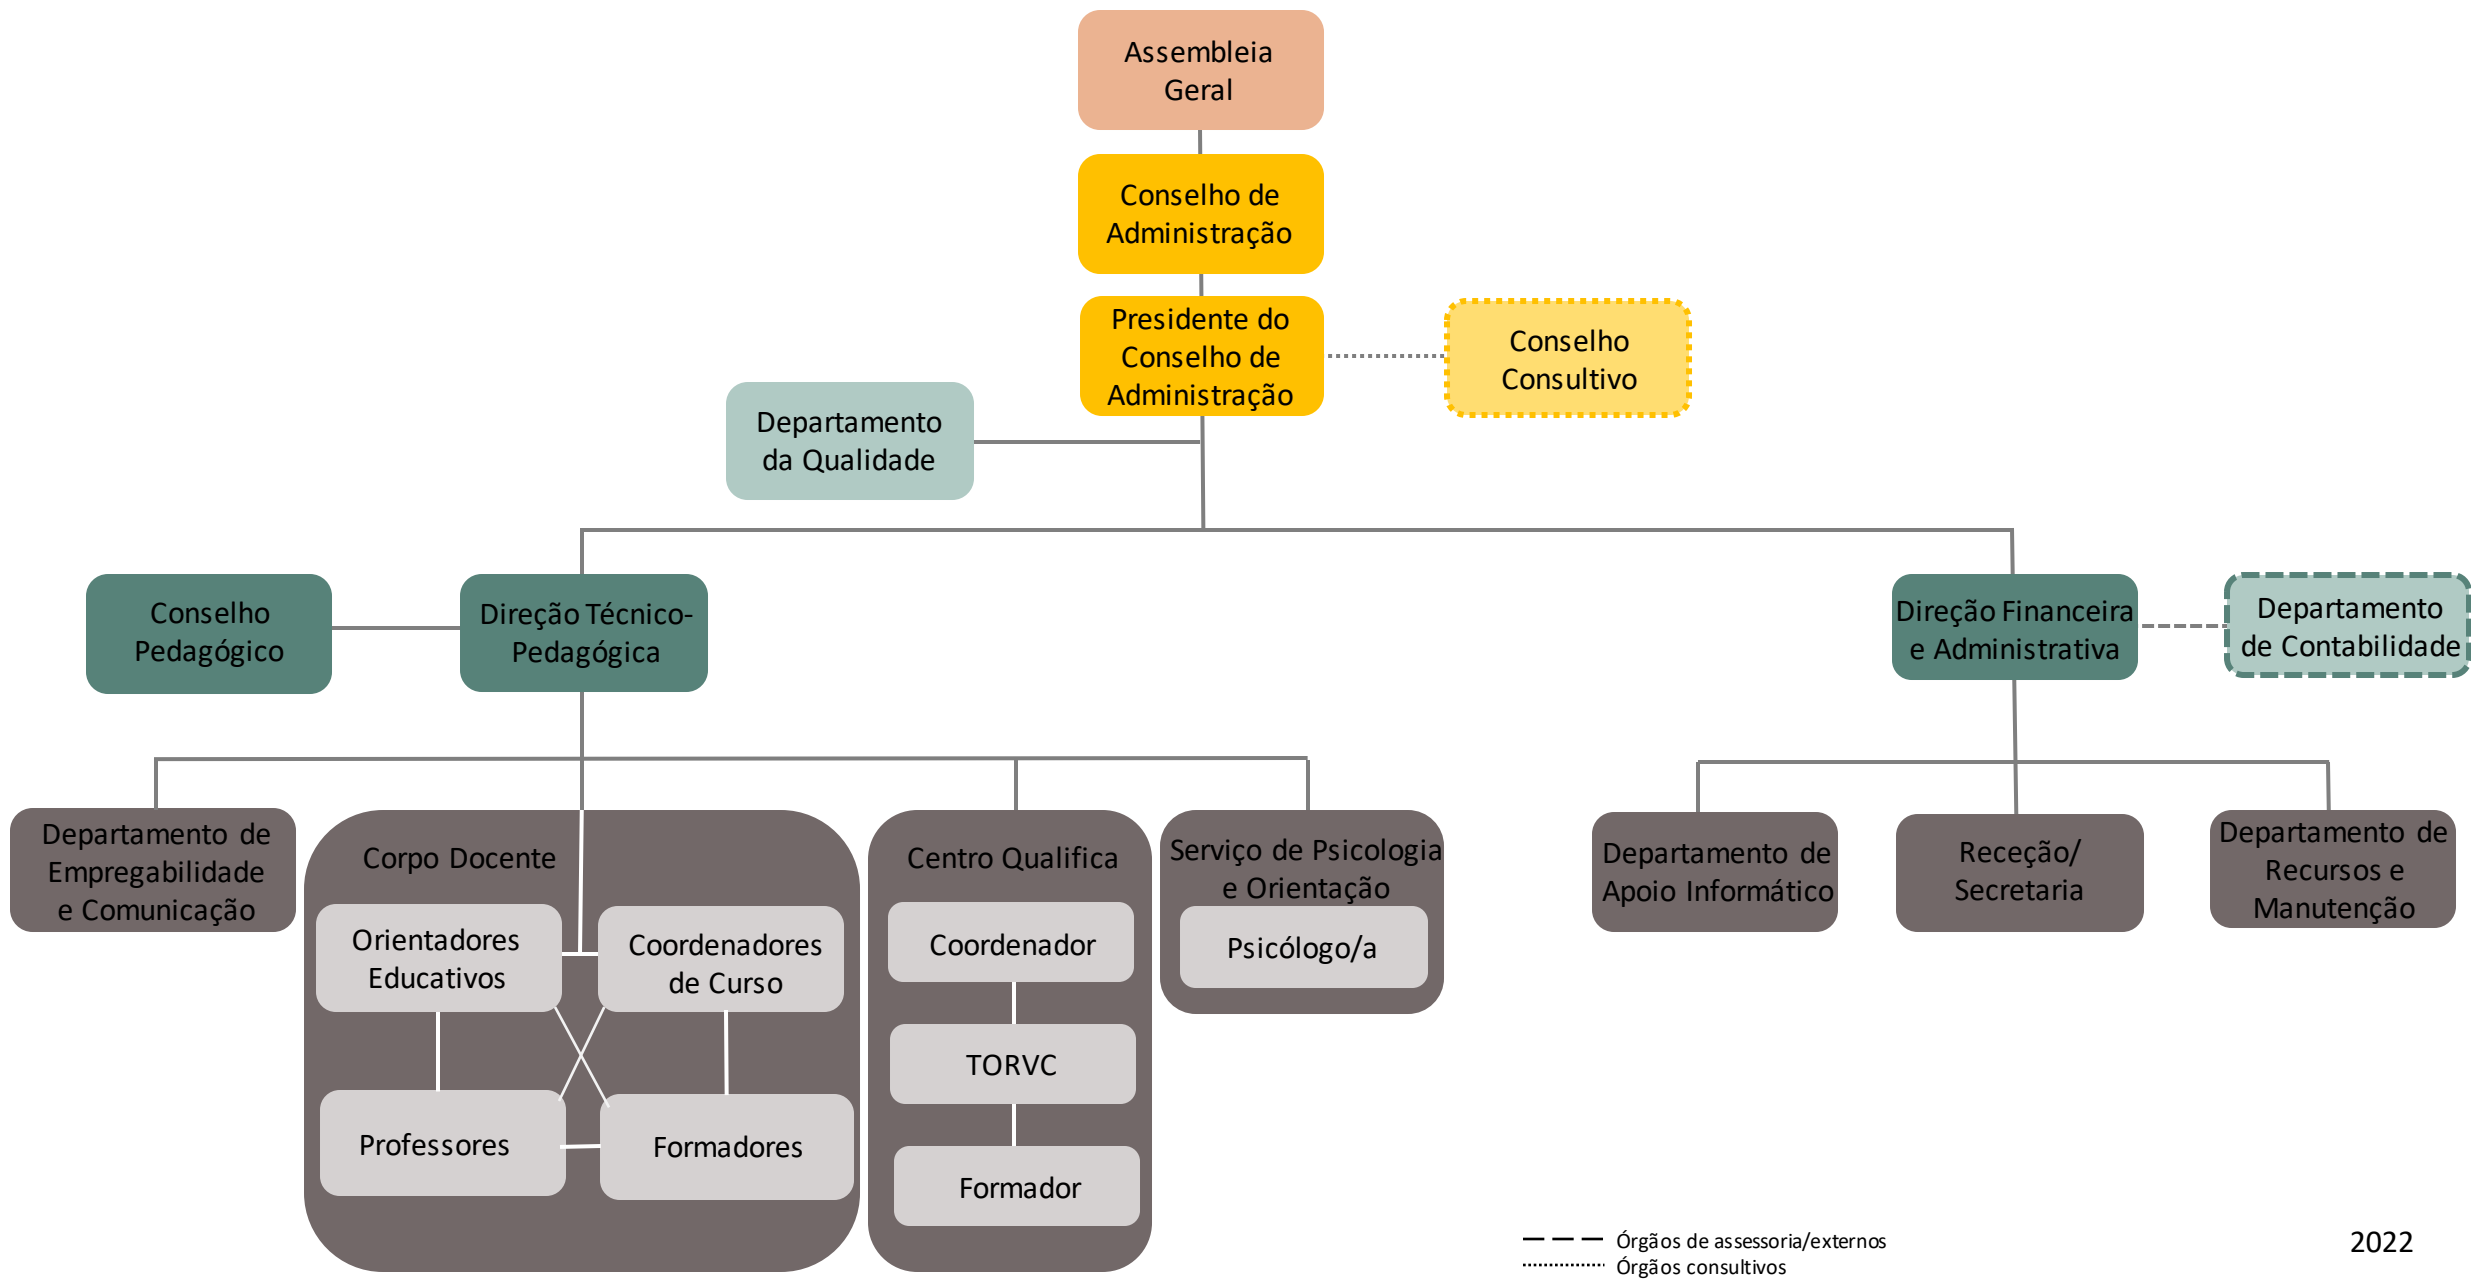 Assembleia
Geral
Conselho de
Administração
Presidente do
Conselho de
Administração
Conselho
Consultivo
Departamento
da Qualidade
Conselho
Pedagógico
Direção Técnico-
Pedagógica
Direção Financeira
e Administrativa
Departamento
de Contabilidade
Departamento de
Empregabilidade
e Comunicação
Corpo Docente
Orientadores
Educativos
Coordenadores
de Curso
Professores
Formadores
Centro Qualifica
Coordenador
TORVC
Formador
Serviço de Psicologia
e Orientação
Psicólogo/a
Departamento de
Apoio Informático
Receção/
Secretaria
Departamento de
Recursos e
Manutenção
Órgãos de assessoria/externos
Órgãos consultivos
2022